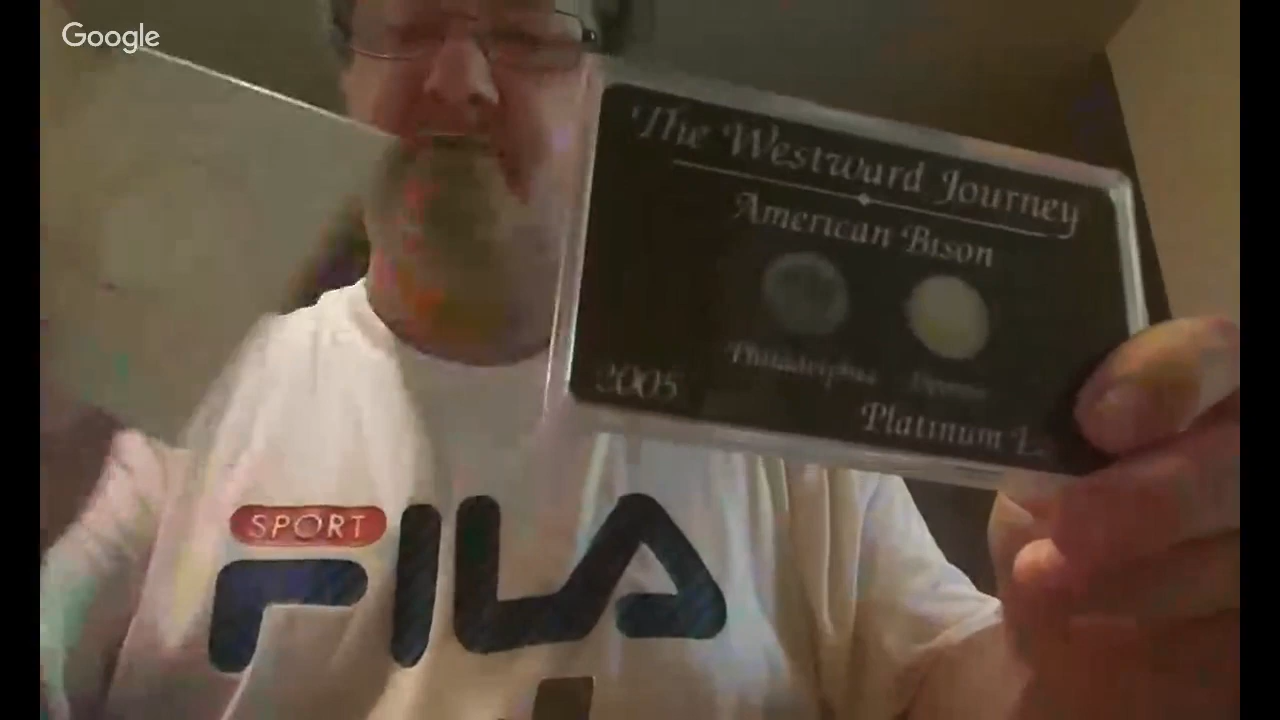 Google
The Westward Journey
American Bison
Philadelphia
2005
Platinum
SPORT
FILA